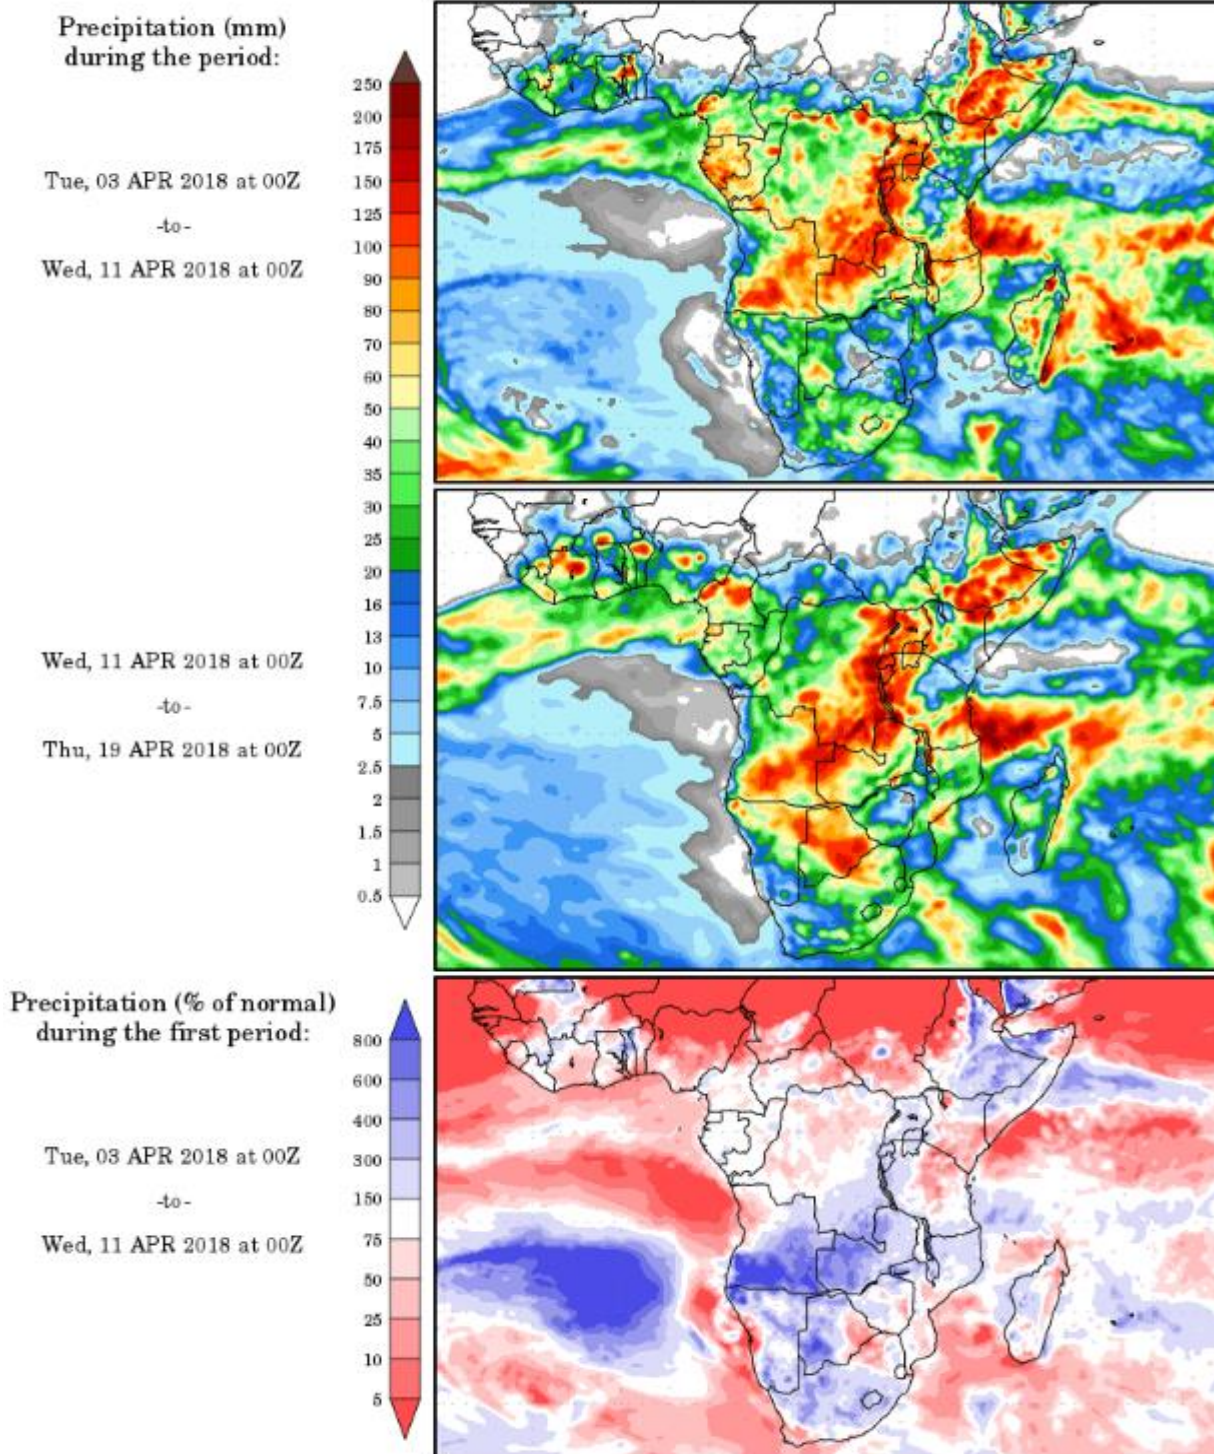 Precipitation (mm)
during the period:
Tue, 03 APR 2018 at 00Z
-to-
Wed, 11 APR 2018 at 00Z
Wed, 11 APR 2018 at 00Z
-to-
Thu, 19 APR 2018 at 00Z
250
200
175
150
125
100
90
80
70
60
50
40
35
30
25
20
16
13
10
7.5
5
2.5
2
1.5
1
0.5
Precipitation (% of normal)
during the first period:
Tue, 03 APR 2018 at 00Z
-to-
Wed, 11 APR 2018 at 00Z
800
600
400
300
150
75
50
25
10
5